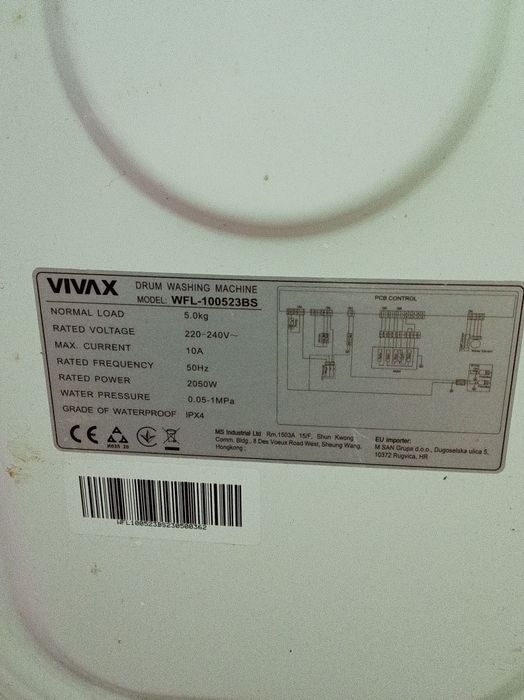 VIVAX DRUM WASHING MACHINE
MODEL: WFL-100523BS
NORMAL LOAD 5.0kg
RATED VOLTAGE 220-240V~
MAX. CURRENT 10A
RATED FREQUENCY 50Hz
RATED POWER 2050W
WATER PRESSURE 0.05-1MPa
GRADE OF WATERPROOF IPX4
PCB CONTROL
CE
MS Industrial Ltd Rm.1503A 15/F, Shun Kwong
Comm. Bldg., 8 Des Voeux Road West, Sheung Wang,
Hongkong ;
EU importer:
M SAN Grupa d.o.o., Dugoselska ulica 5,
10372 Rugvica, HR
WFL100523BS230500362